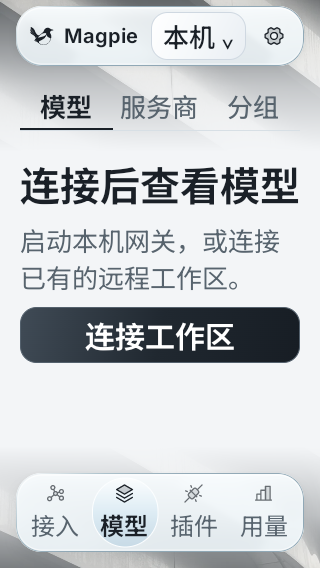 Magpie 本机
模型 服务商 分组
连接后查看模型
启动本机网关，或连接
已有的远程工作区。
连接工作区
接入 模型 插件 用量